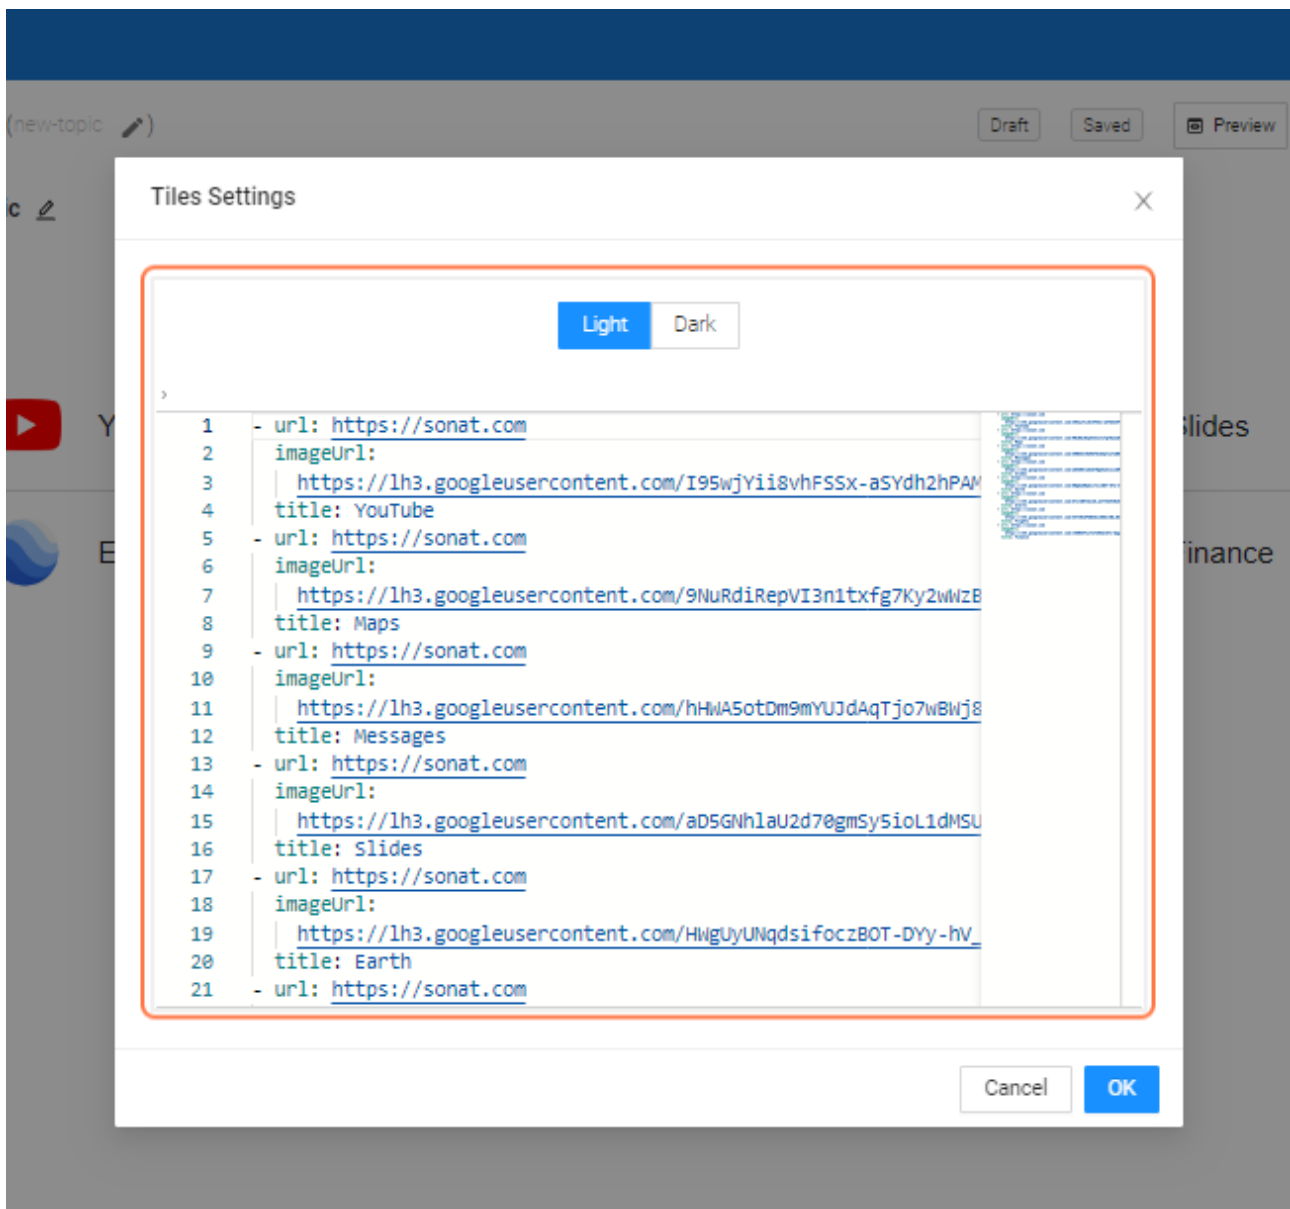 (new-topic )
Draft
Saved
Preview
Tiles Settings
ic
Light
Dark
Y
Slides
E
Finance
1 - url: https://sonat.com
2 imageUrl:
3 https://lh3.googleusercontent.com/I95wjYii8vhFSSx-aSYdh2hPAM
4 title: YouTube
5 - url: https://sonat.com
6 imageUrl:
7 https://lh3.googleusercontent.com/9NuRdiRepVI3n1txfg7Ky2wWzB
8 title: Maps
9 - url: https://sonat.com
10 imageUrl:
11 https://lh3.googleusercontent.com/hHWA5otDm9mYUJdAqTjo7wBWj8
12 title: Messages
13 - url: https://sonat.com
14 imageUrl:
15 https://lh3.googleusercontent.com/aD5GNhlaU2d70gmSy5ioL1dMSU
16 title: Slides
17 - url: https://sonat.com
18 imageUrl:
19 https://lh3.googleusercontent.com/HWgUyUNqdsifoczBOT-DYy-hV_
20 title: Earth
21 - url: https://sonat.com
Cancel
OK